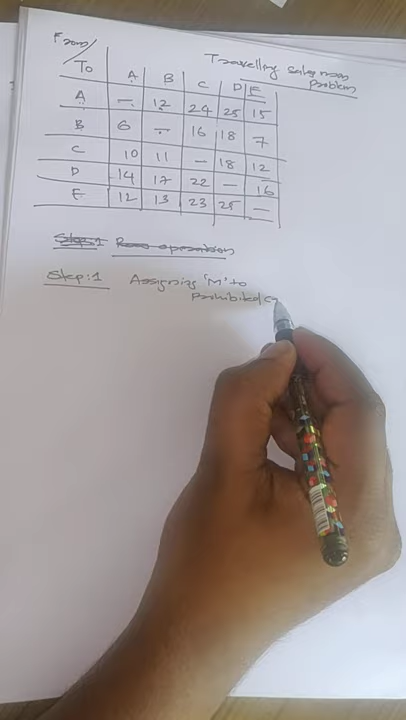 From/
To
Travelling salesman
problem
A B C D E
A — 12 24 25 15
B 6 — 16 18 7
C 10 11 — 18 12
D 14 17 22 — 16
E 12 13 23 25 —
Step:1 Row operation
Step:1 Assigning 'M' to
prohibited